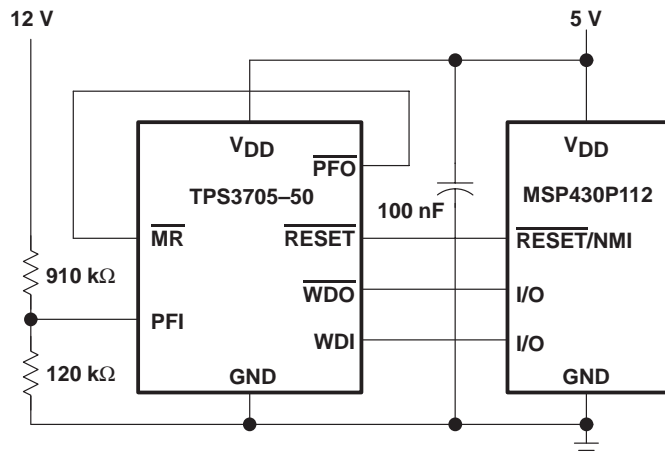 12 V
5 V
VDD
PFO
TPS3705–50
MR
RESET
WDO
PFI
WDI
GND
910 kΩ
120 kΩ
100 nF
VDD
MSP430P112
RESET/NMI
I/O
I/O
GND